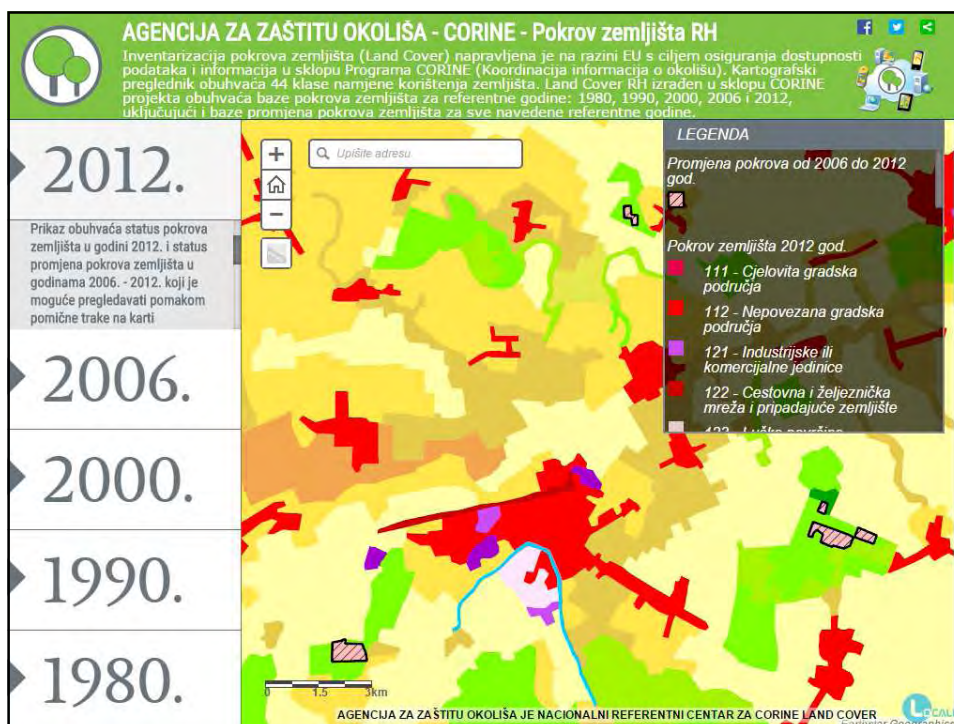 AGENCIJA ZA ZAŠTITU OKOLIŠA - CORINE - Pokrov zemljišta RH
Inventarizacija pokrova zemljišta (Land Cover) napravljena je na razini EU s ciljem osiguranja dostupnosti
podataka i informacija u sklopu Programa CORINE (Koordinacija informacija o okolišu). Kartografski
preglednik obuhvaća 44 klase namjene korištenja zemljišta. Land Cover RH izrađen u sklopu CORINE
projekta obuhvaća baze pokrova zemljišta za referentne godine: 1980, 1990, 2000, 2006 i 2012,
uključujući i baze promjena pokrova zemljišta za sve navedene referentne godine.
2012.
Prikaz obuhvaća status pokrova
zemljišta u godini 2012. i status
promjena pokrova zemljišta u
godinama 2006. - 2012. koji je
moguće pregledavati pomakom
pomične trake na karti
2006.
2000.
1990.
1980.
Upišite adresu
LEGENDA
Promjena pokrova od 2006 do 2012
god.
Pokrov zemljišta 2012 god.
111 - Cjelovita gradska
područja
112 - Nepovezana gradska
područja
121 - Industrijske ili
komercijalne jedinice
122 - Cestovna i željeznička
mreža i pripadajuće zemljište
123 - Lučke površine
0 1.5 3km
AGENCIJA ZA ZAŠTITU OKOLIŠA JE NACIONALNI REFERENTNI CENTAR ZA CORINE LAND COVER